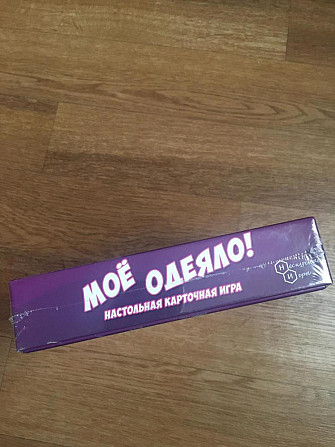 МОЁ ОДЕЯЛО!
НАСТОЛЬНАЯ КАРТОЧНАЯ ИГРА
Н
И